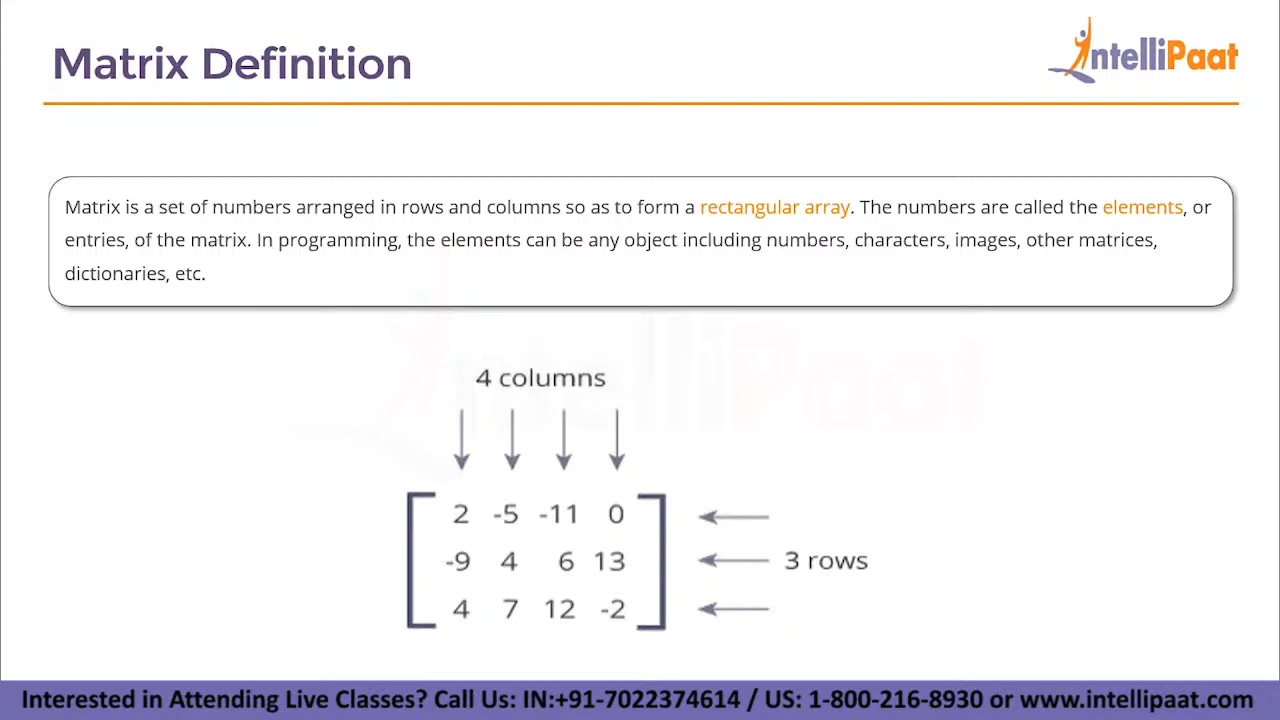 Matrix Definition
IntelliPaat
Matrix is a set of numbers arranged in rows and columns so as to form a rectangular array. The numbers are called the elements, or
entries, of the matrix. In programming, the elements can be any object including numbers, characters, images, other matrices,
dictionaries, etc.
IntelliPaat
4 columns
2 -5 -11 0
-9 4 6 13
3 rows
4 7 12 -2
Interested in Attending Live Classes? Call Us: IN:+91-7022374614 / US: 1-800-216-8930 or www.intellipaat.com